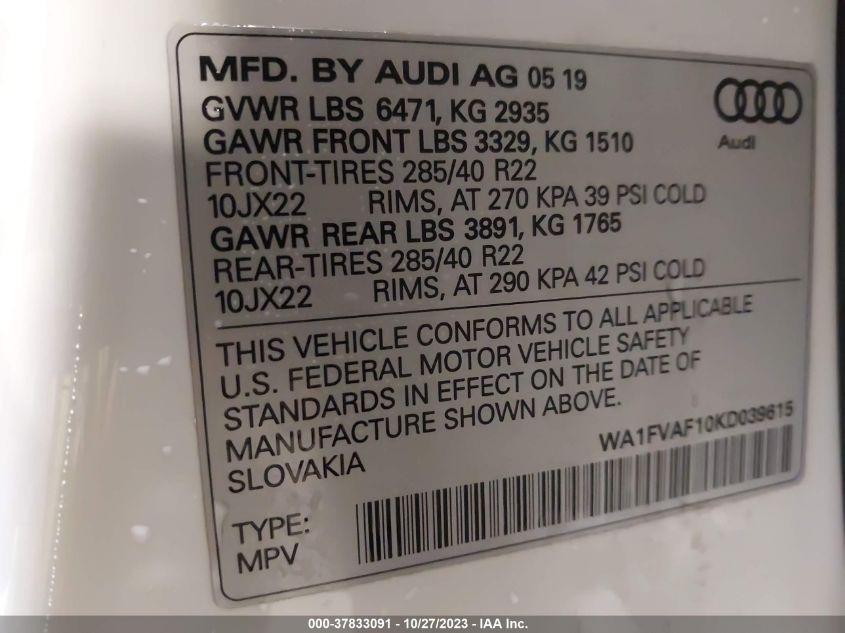 MFD. BY AUDI AG 05 19
GVWR LBS 6471, KG 2935
GAWR FRONT LBS 3329, KG 1510
FRONT-TIRES 285/40 R22
10JX22 RIMS, AT 270 KPA 39 PSI COLD
GAWR REAR LBS 3891, KG 1765
REAR-TIRES 285/40 R22
10JX22 RIMS, AT 290 KPA 42 PSI COLD
Audi
THIS VEHICLE CONFORMS TO ALL APPLICABLE
U.S. FEDERAL MOTOR VEHICLE SAFETY
STANDARDS IN EFFECT ON THE DATE OF
MANUFACTURE SHOWN ABOVE.
SLOVAKIA
WA1FVAF10KD039615
TYPE:
MPV
000-37833091 - 10/27/2023 - IAA Inc.